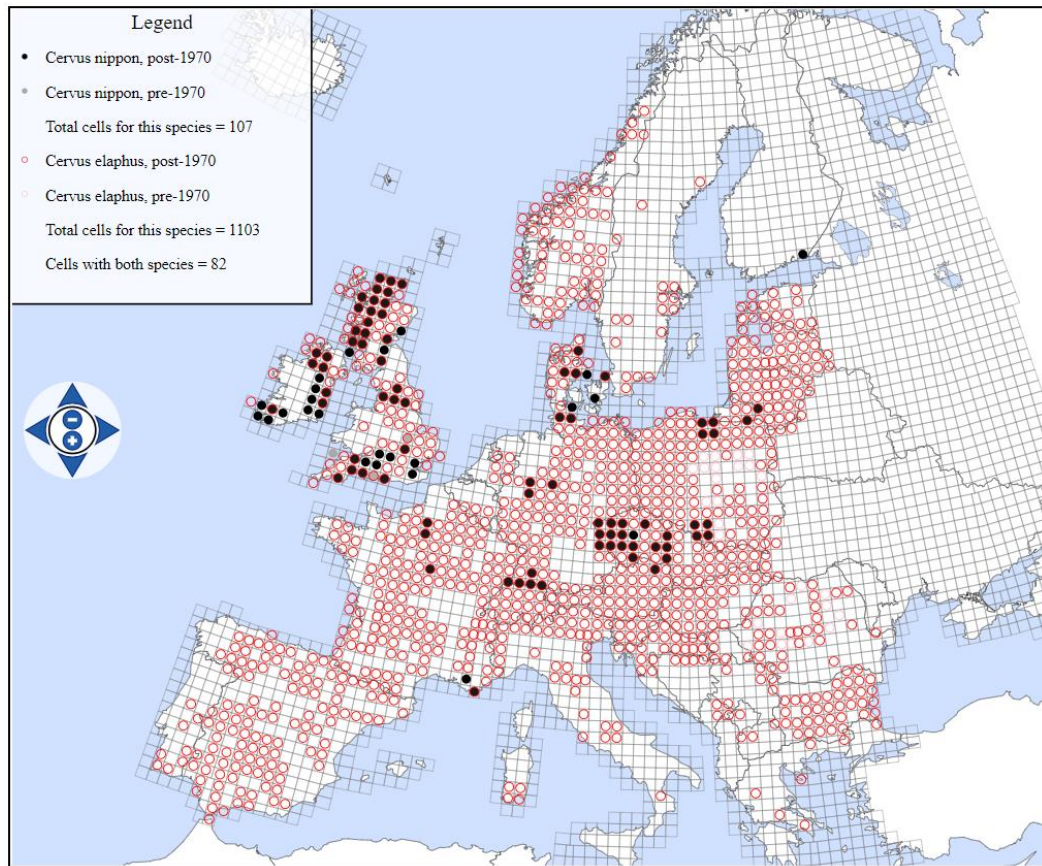 Legend
Cervus nippon, post-1970
Cervus nippon, pre-1970
Total cells for this species = 107
Cervus elaphus, post-1970
Cervus elaphus, pre-1970
Total cells for this species = 1103
Cells with both species = 82